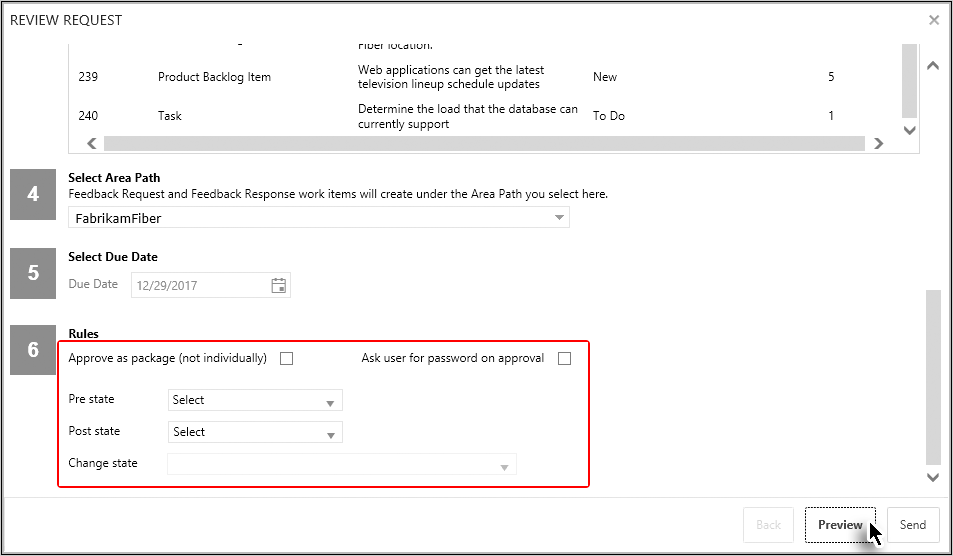 REVIEW REQUEST
Fiber location.
239 Product Backlog Item Web applications can get the latest New 5
television lineup schedule updates
240 Task Determine the load that the database can To Do 1
currently support
4 Select Area Path
Feedback Request and Feedback Response work items will create under the Area Path you select here.
FabrikamFiber
5 Select Due Date
Due Date 12/29/2017
6 Rules
Approve as package (not individually) Ask user for password on approval
Pre state Select
Post state Select
Change state
Back Preview Send